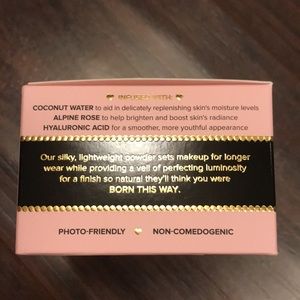 INFUSED WITH:
COCONUT WATER to aid in delicately replenishing skin's moisture levels
ALPINE ROSE to help brighten and boost skin's radiance
HYALURONIC ACID for a smoother, more youthful appearance
Our silky, lightweight powder sets makeup for longer
wear while providing a veil of perfecting luminosity
for a finish so natural they'll think you were
BORN THIS WAY.
PHOTO-FRIENDLY NON-COMEDOGENIC